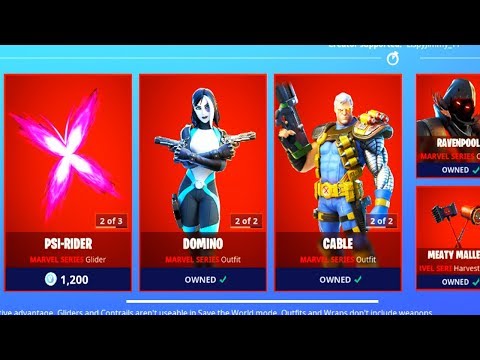 Creator supported:
2 of 3
PSI-RIDER
MARVEL SERIES Glider
1,200
2 of 2
DOMINO
MARVEL SERIES Outfit
OWNED ✓
2 of 2
CABLE
MARVEL SERIES Outfit
OWNED ✓
RAVENPOOL
MARVEL SERIES O
OWNED ✓
MEATY MALLE
VEL SERIES Harvest
OWNED ✓
tive advantage. Gliders and Contrails aren't useable in Save the World mode. Outfits and Wraps don't include weapons.